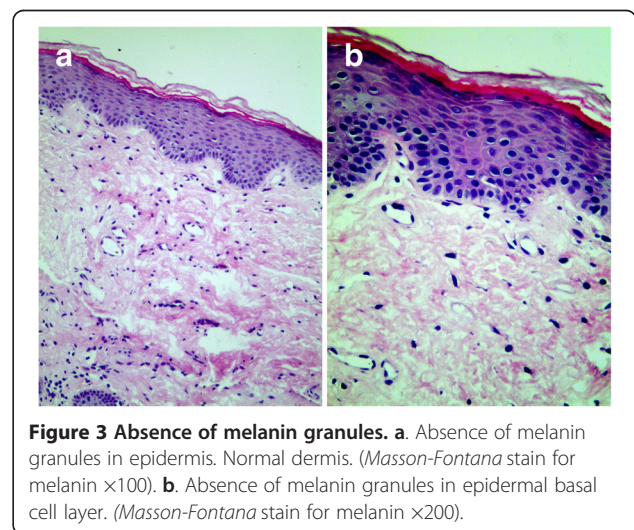 a
b
Figure 3 Absence of melanin granules. a. Absence of melanin
granules in epidermis. Normal dermis. (Masson-Fontana stain for
melanin ×100). b. Absence of melanin granules in epidermal basal
cell layer. (Masson-Fontana stain for melanin ×200).